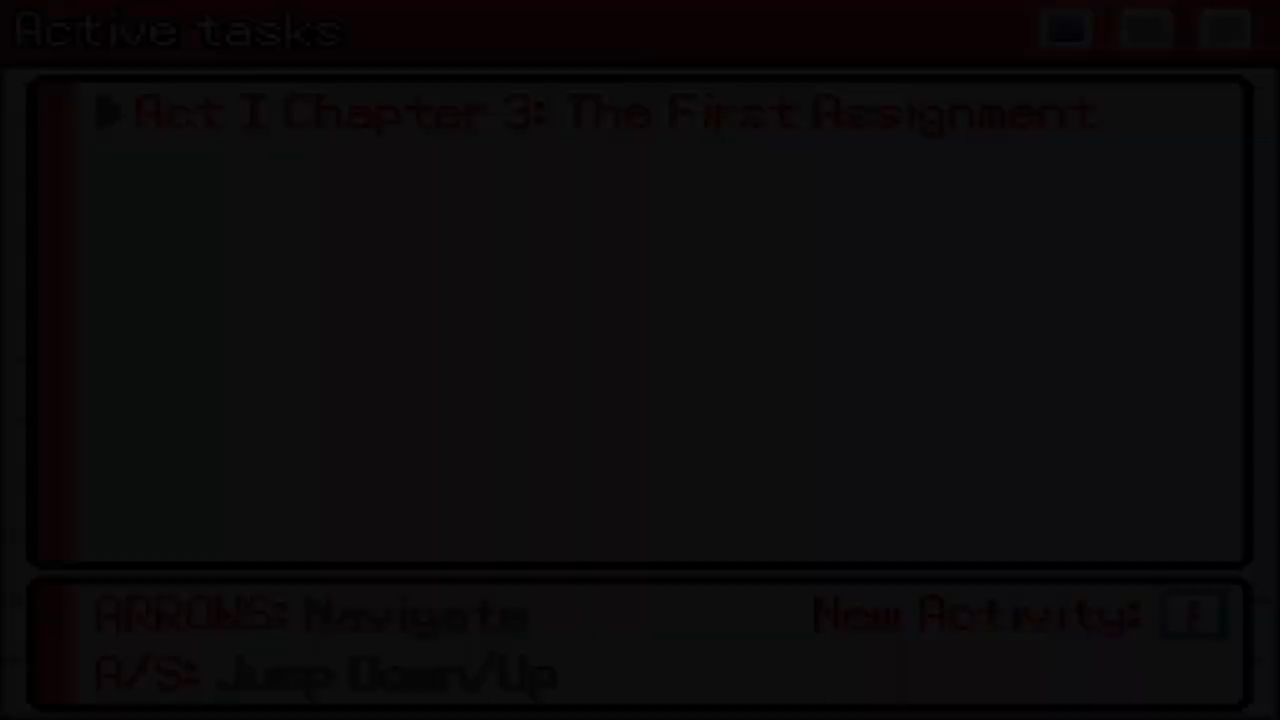 Active tasks
Act I Chapter 3: The First Assignment
ARROWS: Navigate
New Activity: !
A/S: Jump Down/Up